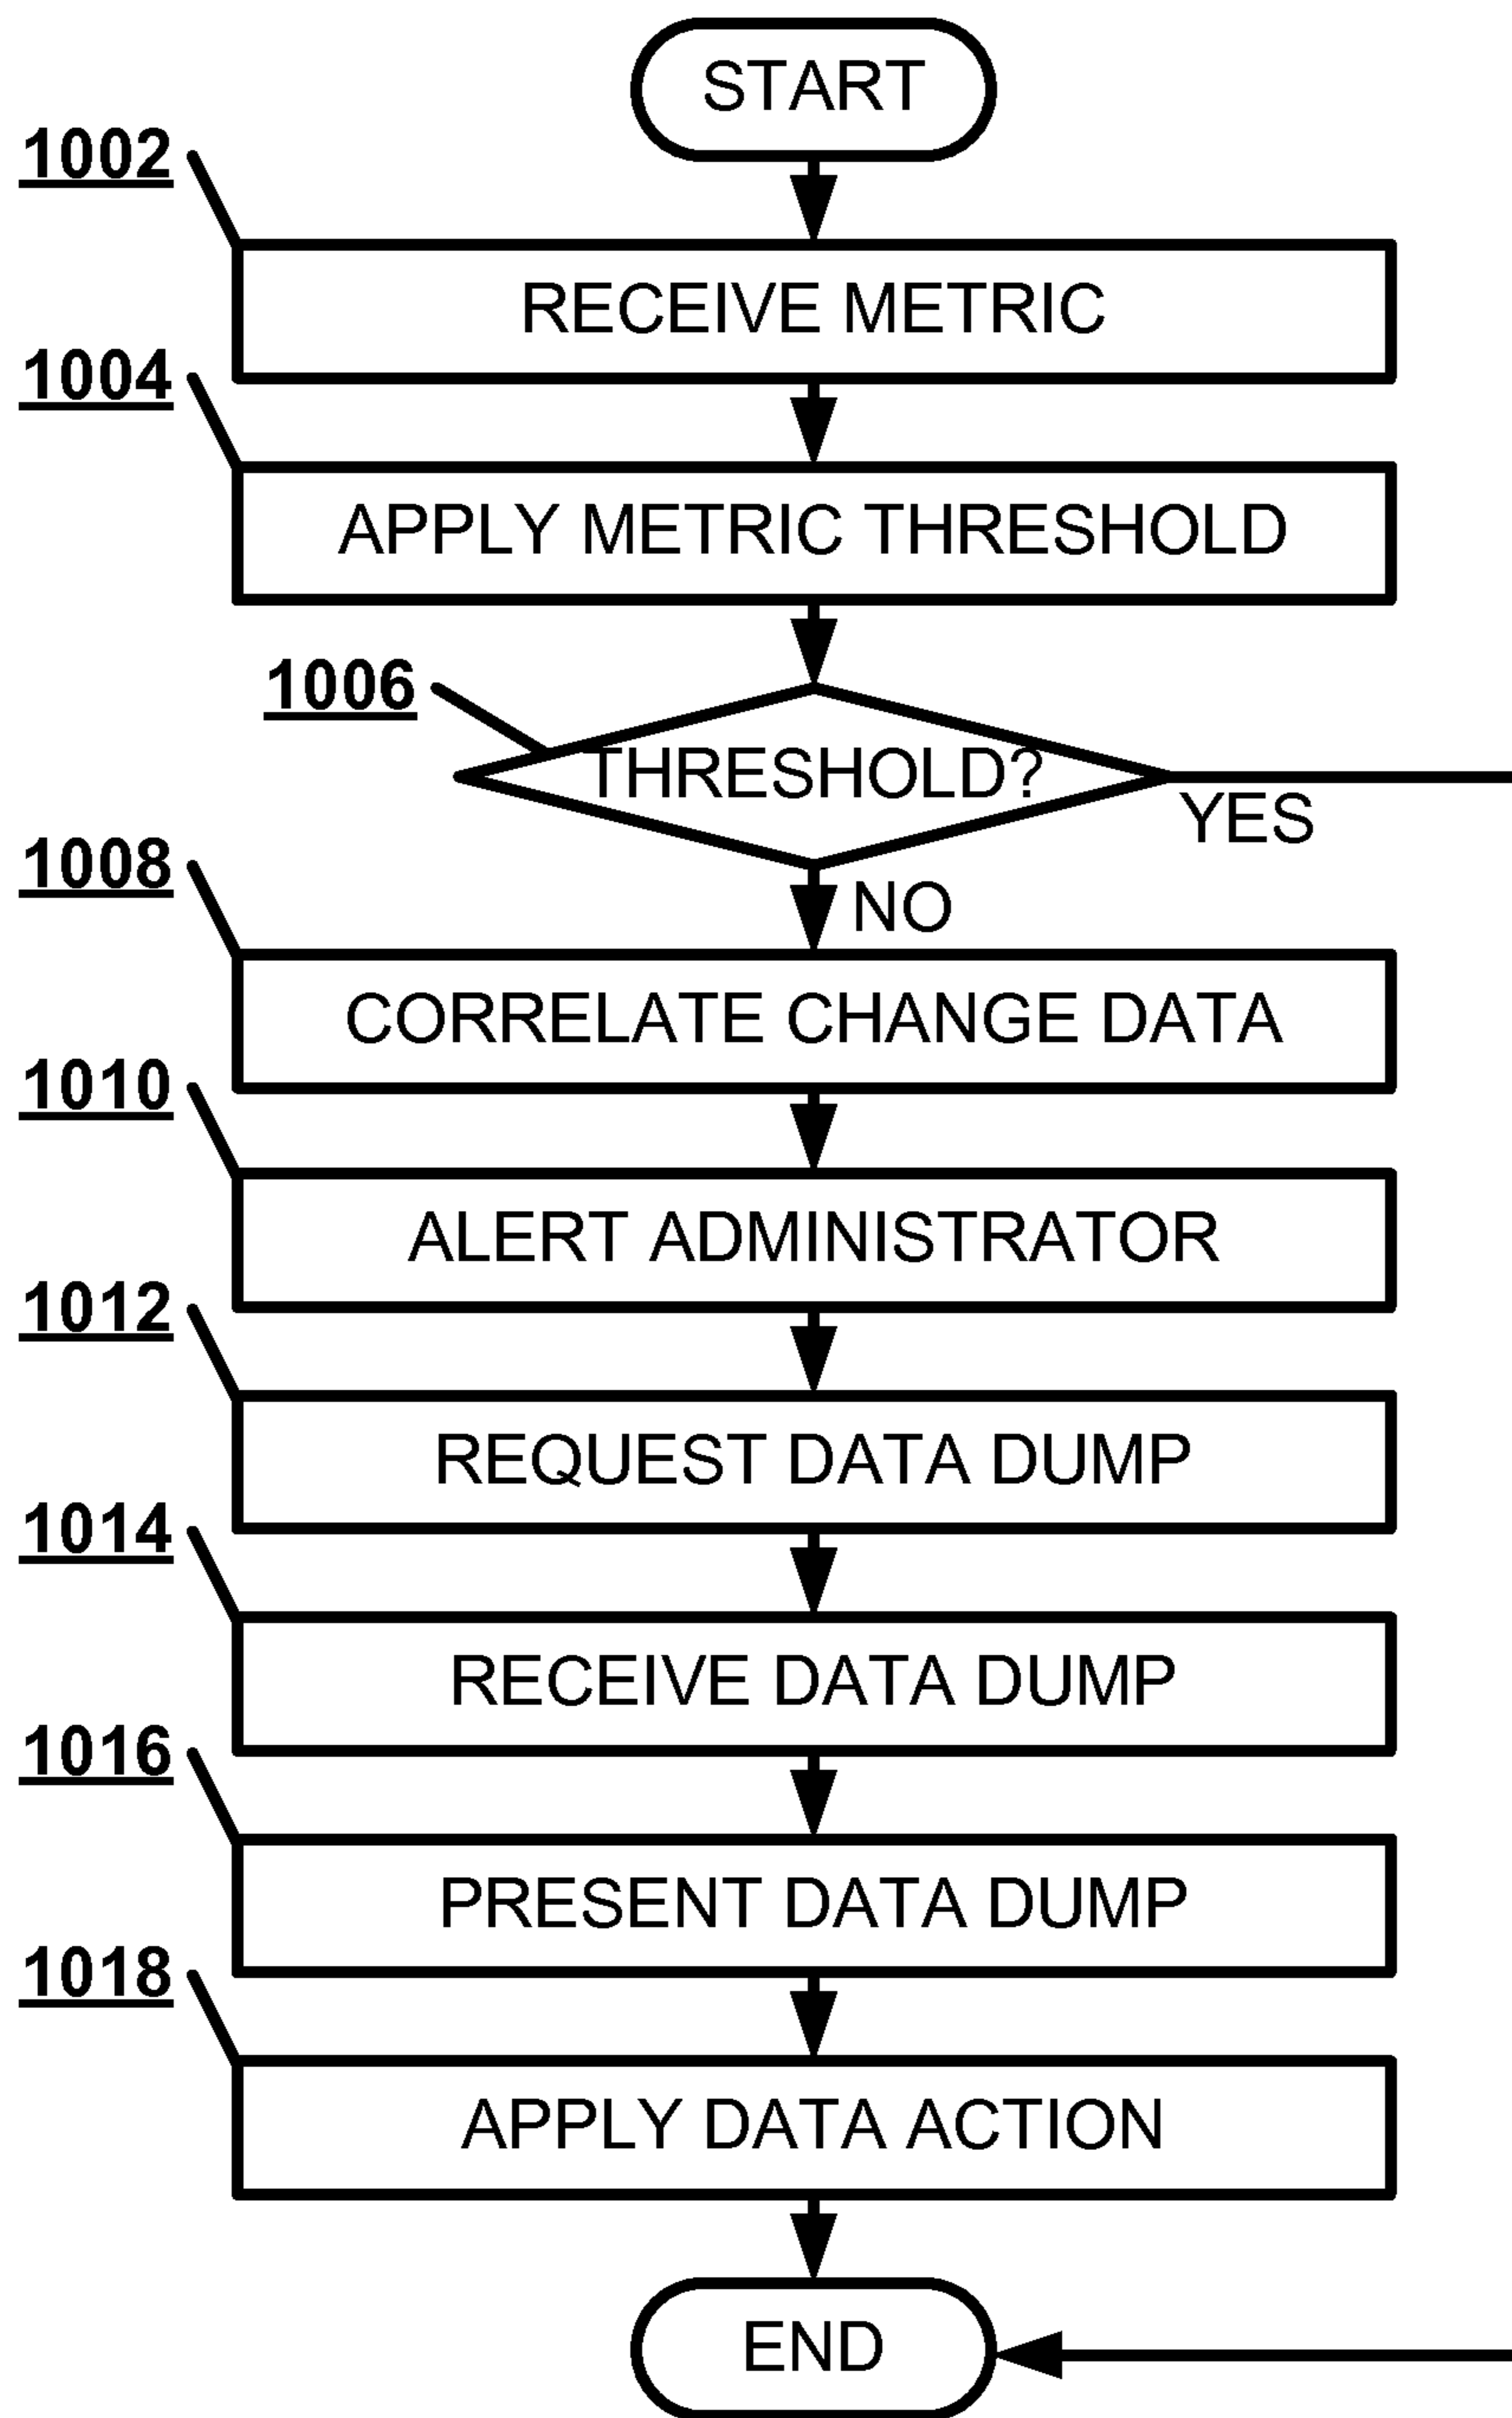 START
1002
RECEIVE METRIC
1004
APPLY METRIC THRESHOLD
1006
THRESHOLD?
YES
1008
NO
CORRELATE CHANGE DATA
1010
ALERT ADMINISTRATOR
1012
REQUEST DATA DUMP
1014
RECEIVE DATA DUMP
1016
PRESENT DATA DUMP
1018
APPLY DATA ACTION
END